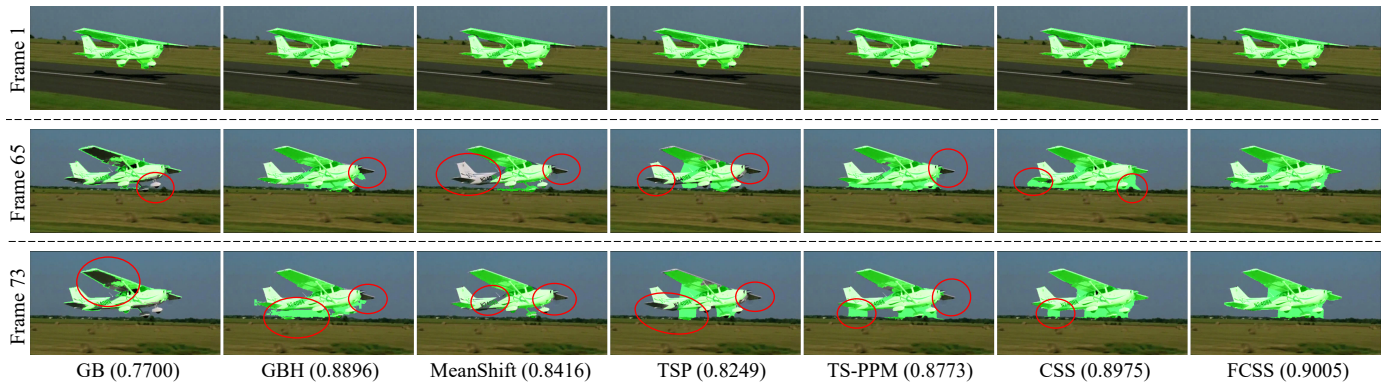 Frame 1
Frame 65
Frame 73
GB (0.7700)
GBH (0.8896)
MeanShift (0.8416)
TSP (0.8249)
TS-PPM (0.8773)
CSS (0.8975)
FCSS (0.9005)